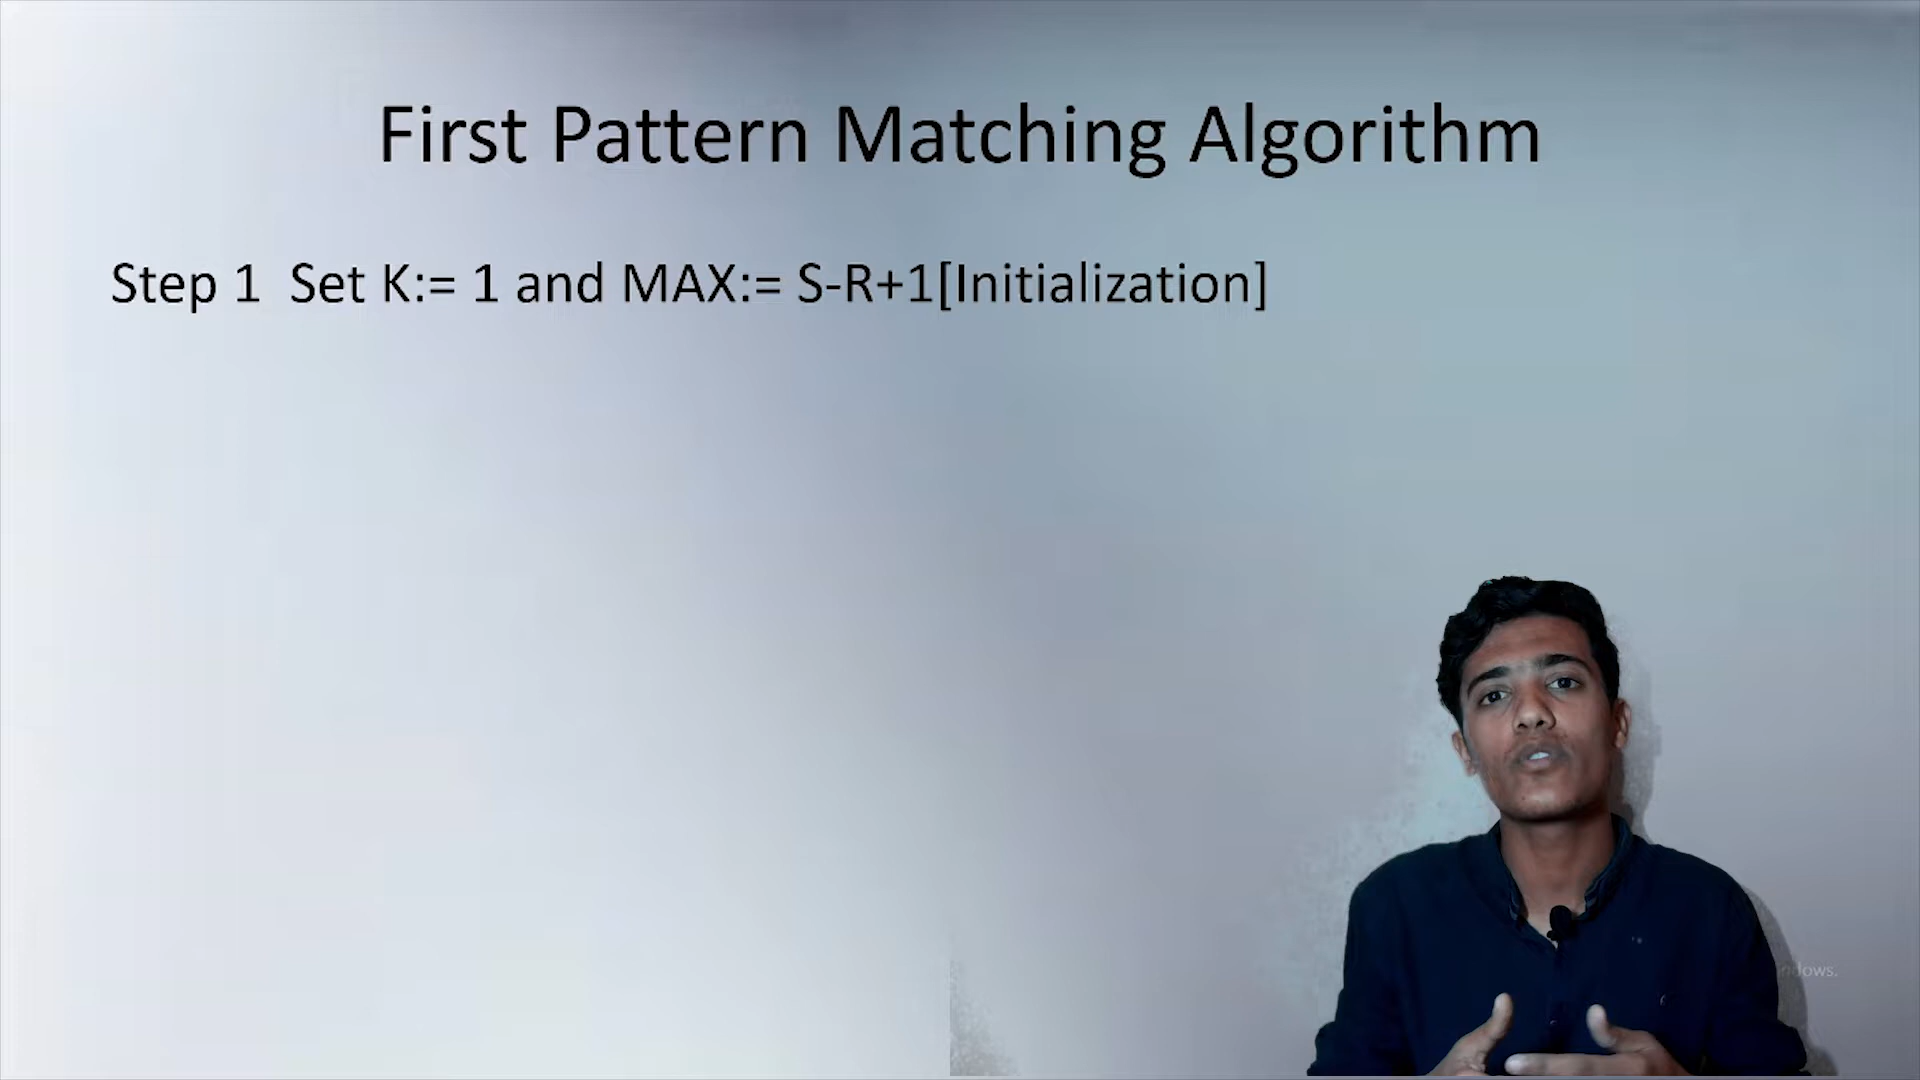 First Pattern Matching Algorithm
Step 1 Set K:= 1 and MAX:= S-R+1[Initialization]